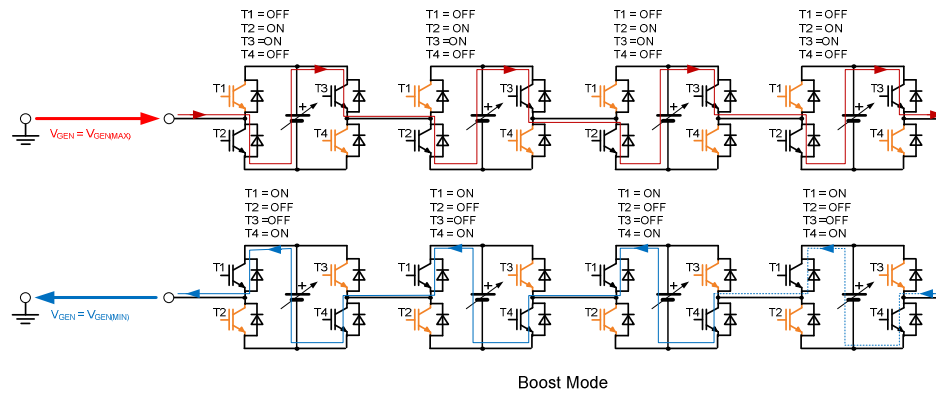 T1 = OFF
T2 = ON
T3 =ON
T4 = OFF
T1 = OFF
T2 = ON
T3 = ON
T4 = OFF
T1 = OFF
T2 = ON
T3 = ON
T4 = OFF
T1 = OFF
T2 = ON
T3 = ON
T4 = OFF
VGEN = VGEN(MAX)
T1
T2
+
T3
T4
T1
T2
+
T3
T4
T1
T2
+
T3
T4
T1
T2
+
T3
T4
T1 = ON
T2 = OFF
T3 =OFF
T4 = ON
T1 = ON
T2 = OFF
T3 =OFF
T4 = ON
T1 = ON
T2 = OFF
T3 =OFF
T4 = ON
T1 = ON
T2 = OFF
T3 =OFF
T4 = ON
VGEN = VGEN(MIN)
T1
T2
+
T3
T4
T1
T2
+
T3
T4
T1
T2
+
T3
T4
T1
T2
+
T3
T4
Boost Mode